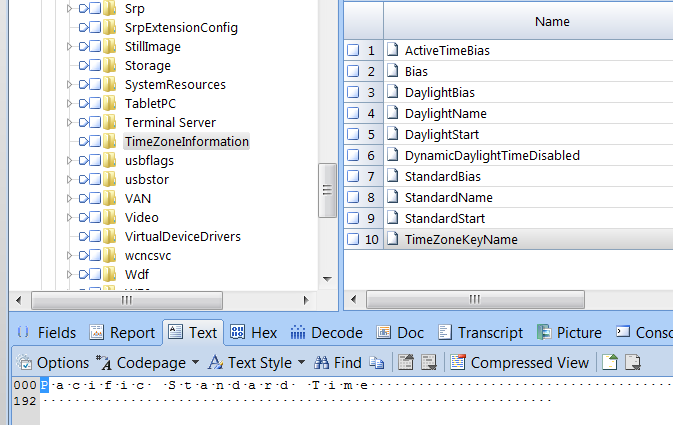 Srp
SrpExtensionConfig
StillImage
Storage
SystemResources
TabletPC
Terminal Server
TimeZoneInformation
usbflags
usbstor
VAN
Video
VirtualDeviceDrivers
wcncsvc
Wdf
Name
1 ActiveTimeBias
2 Bias
3 DaylightBias
4 DaylightName
5 DaylightStart
6 DynamicDaylightTimeDisabled
7 StandardBias
8 StandardName
9 StandardStart
10 TimeZoneKeyName
Fields Report Text Hex Decode Doc Transcript Picture Conso
Options Codepage Text Style Find Compressed View
000 P·a·c·i·f·i·c· ·S·t·a·n·d·a·r·d· ·T·i·m·e
192